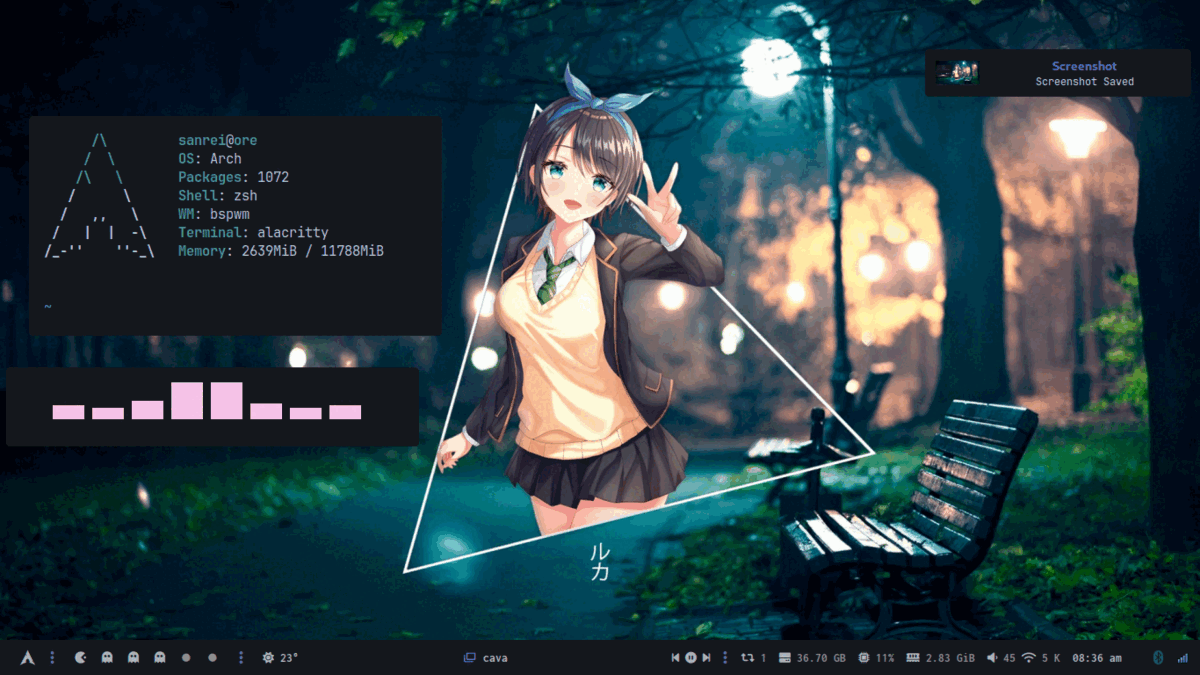 Screenshot
Screenshot Saved
sanrei@ore
OS: Arch
Packages: 1072
Shell: zsh
WM: bspwm
Terminal: alacritty
Memory: 2639MiB / 11788MiB
~
ルカ
23°
cava
1
36.70 GB
11%
2.83 GiB
45
5 K
08:36 am